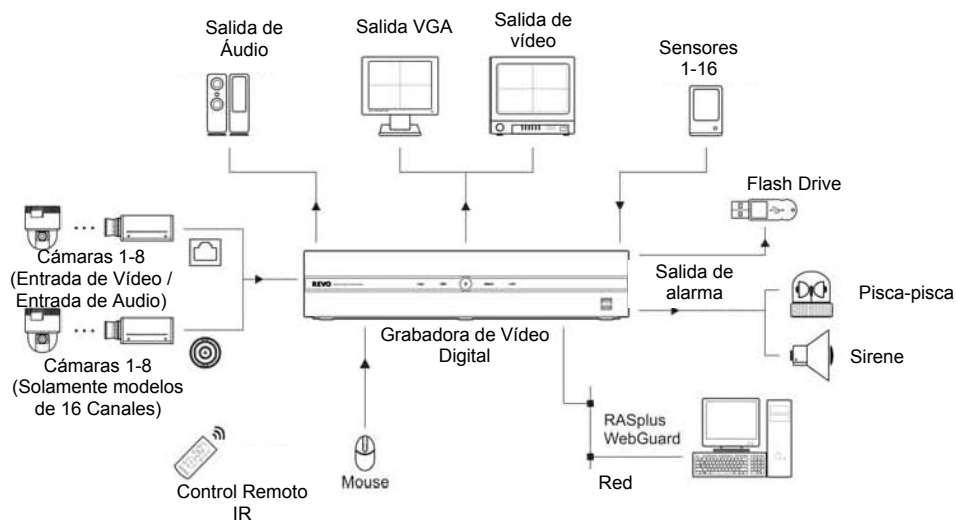 Salida de
Áudio
Salida VGA
Salida de
vídeo
Sensores
1-16
Flash Drive
Cámaras 1-8
(Entrada de Vídeo /
Entrada de Audio)
REVO
Salida de
alarma
Pisca-pisca
Grabadora de Vídeo
Digital
Sirene
Cámaras 1-8
(Solamente modelos
de 16 Canales)
RASplus
WebGuard
Control Remoto
IR
Mouse
Red